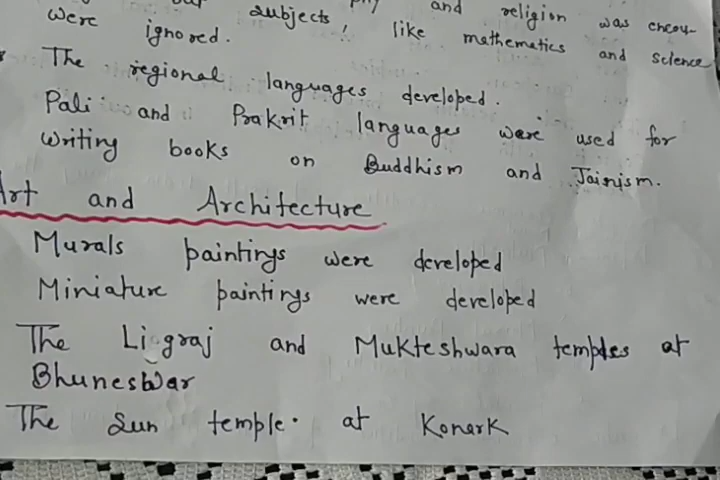 and religion was encou-
were ignored. subjects, like mathematics and science
The regional languages developed.
Pali and Prakrit languages were used for
writing books on Buddhism and Jainism.
Art and Architecture
Murals paintings were developed
Miniature paintings were developed
The Ligraj and Mukteshwara temples at
Bhuneswar
The Sun temple. at Konark